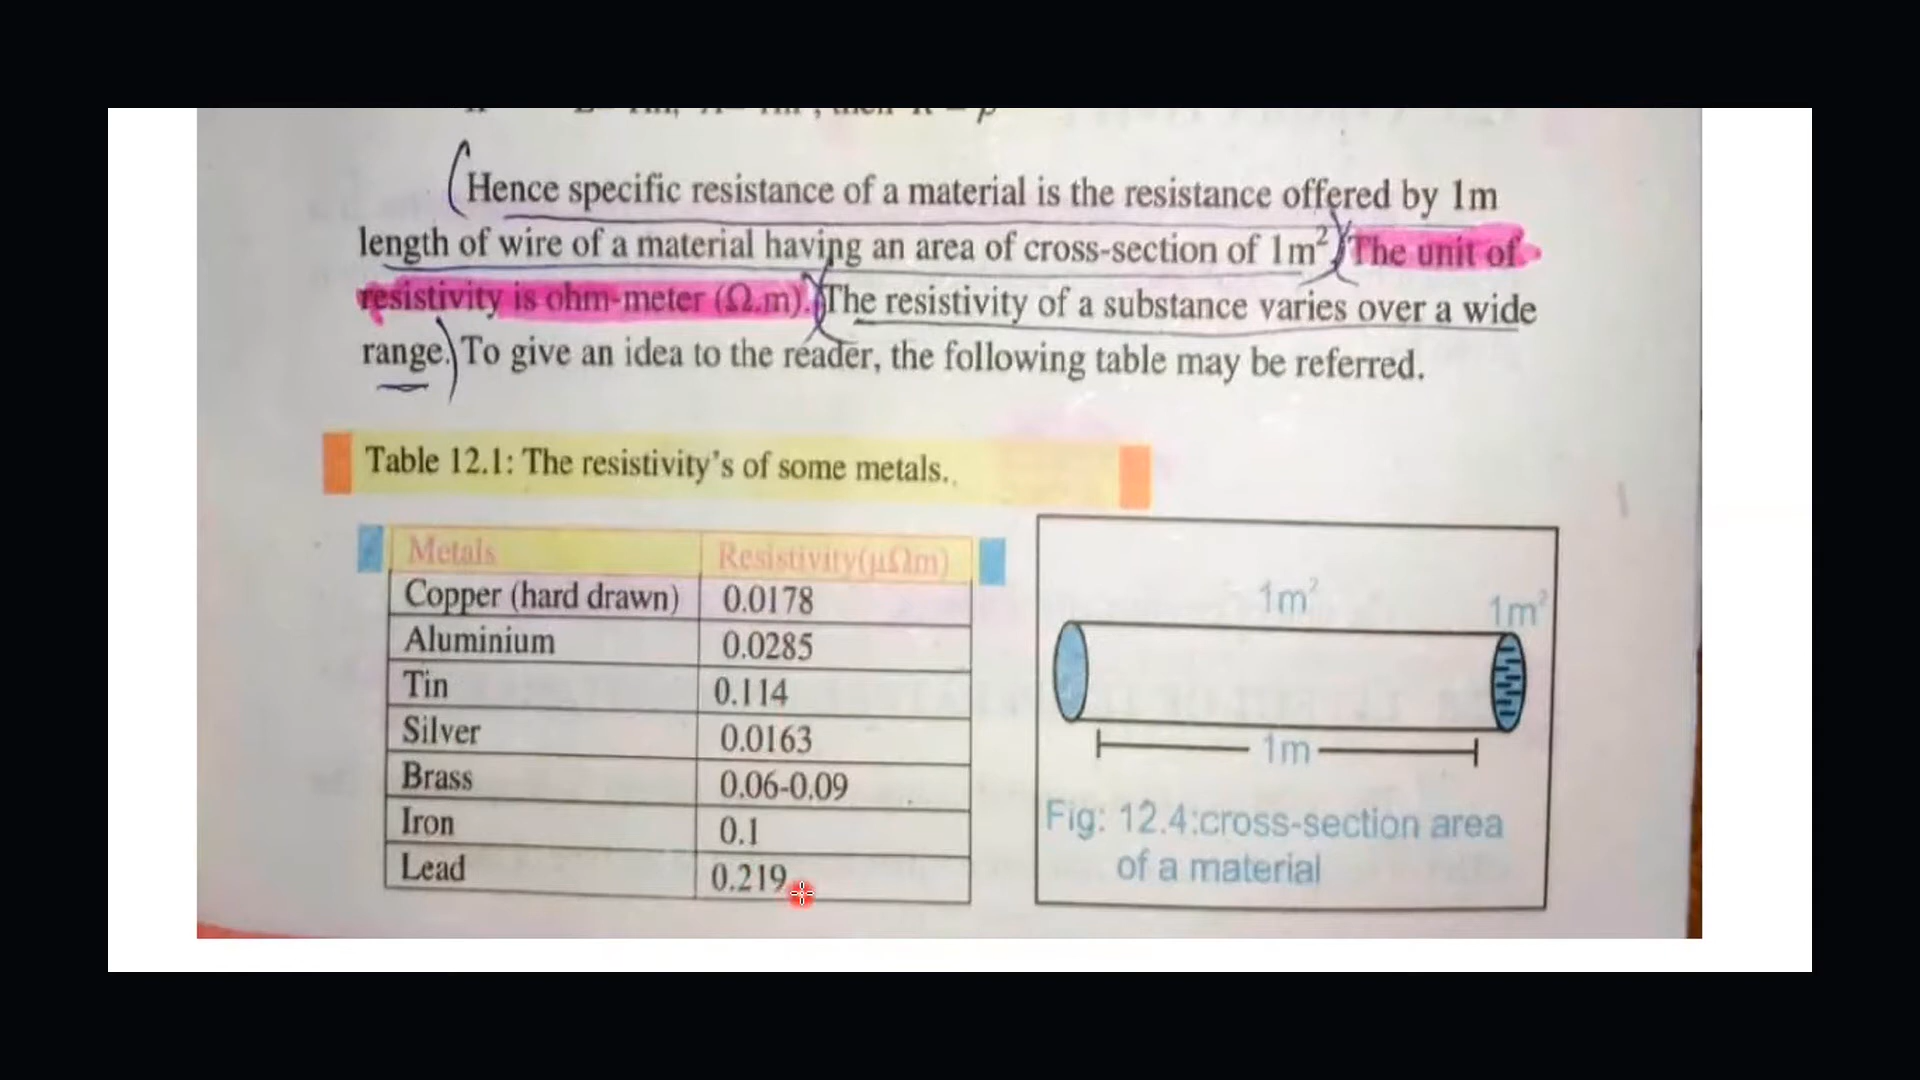 Hence specific resistance of a material is the resistance offered by 1m
length of wire of a material having an area of cross-section of 1m² The unit of
resistivity is ohm-meter (Ω.m). The resistivity of a substance varies over a wide
range. To give an idea to the reader, the following table may be referred.
Table 12.1: The resistivity's of some metals..
Metals Resistivity(μΩm)
Copper (hard drawn) 0.0178
Aluminium 0.0285
Tin 0.114
Silver 0.0163
Brass 0.06-0.09
Iron 0.1
Lead 0.219
1m² 1m²
1m
Fig: 12.4:cross-section area
of a material